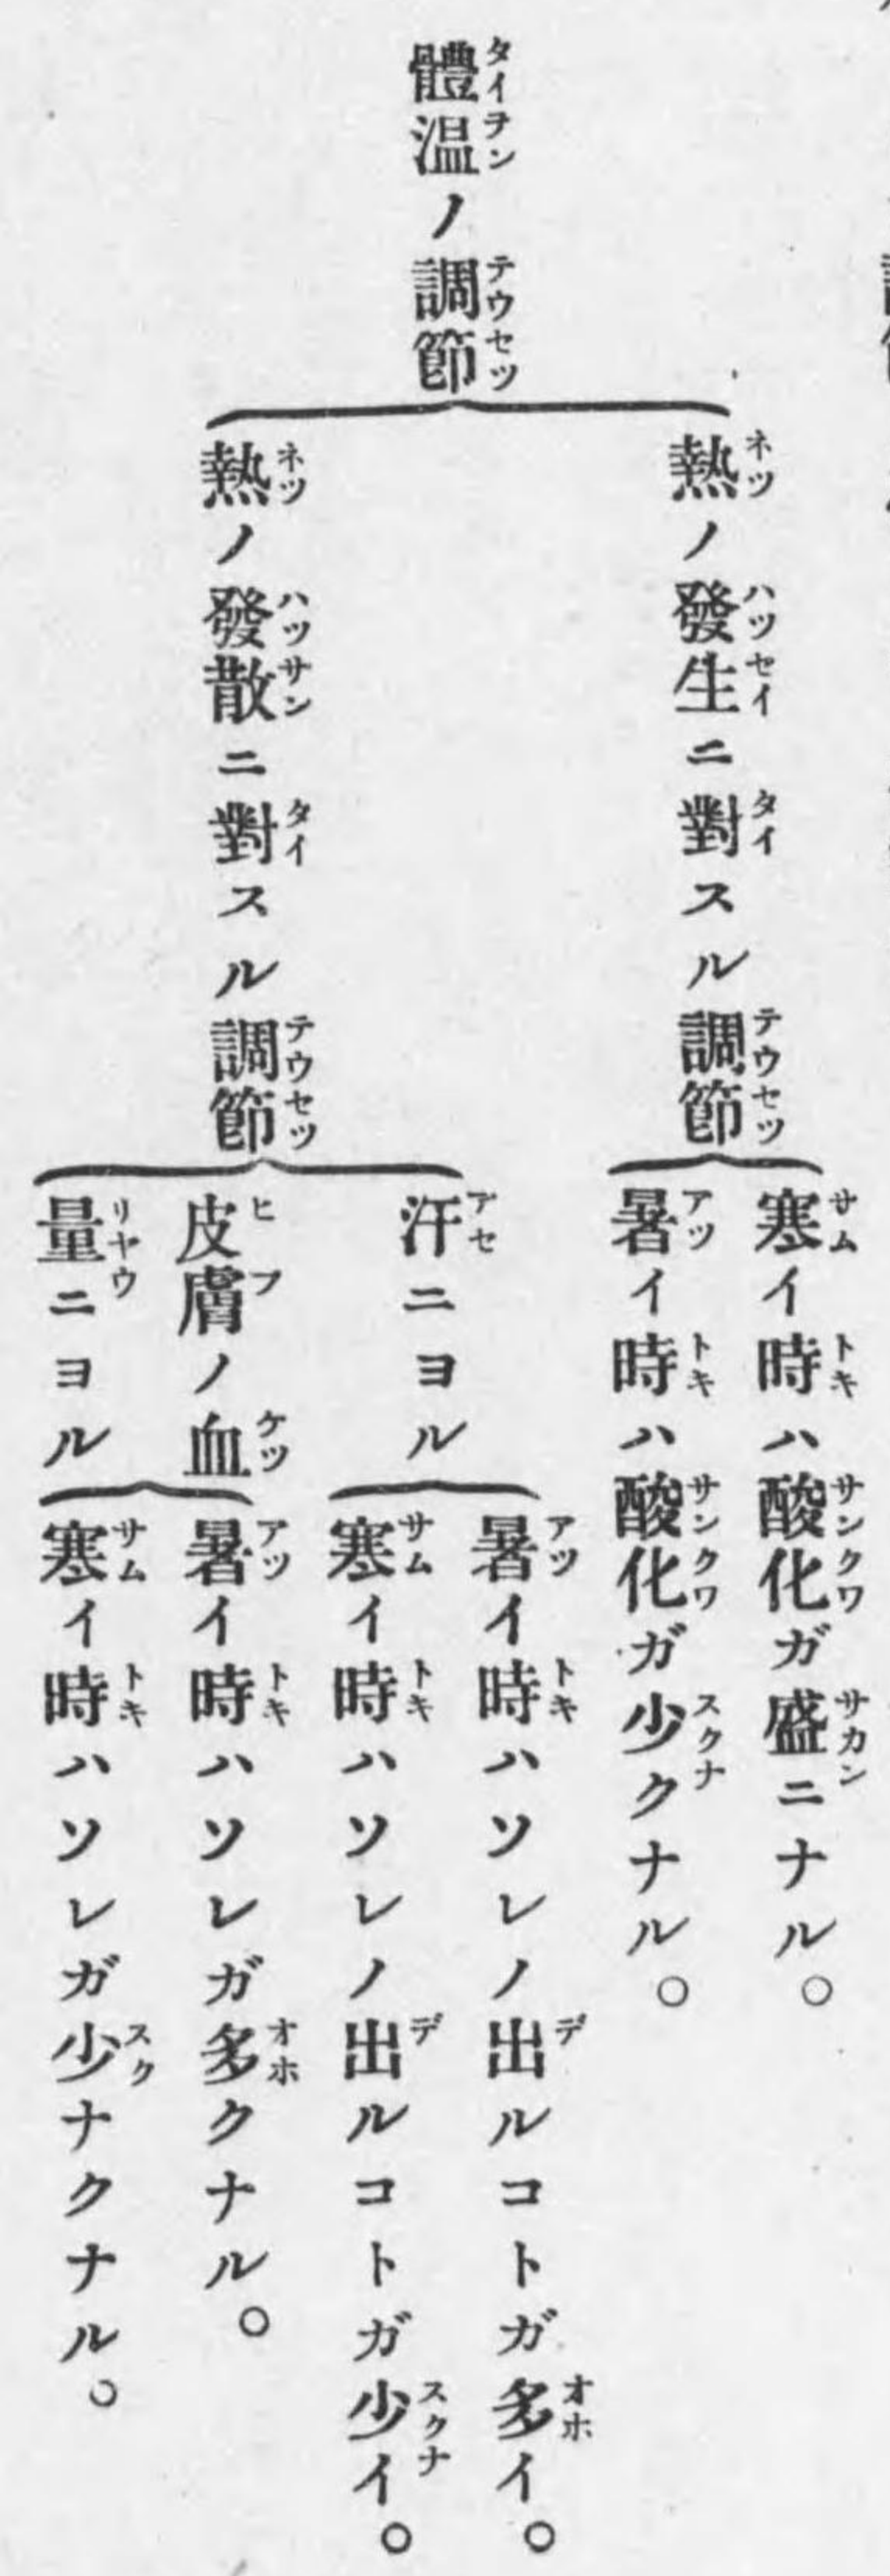 體温ノ調節
熱ノ發生ニ對スル調節
寒イ時ハ酸化ガ盛ニナル。
暑イ時ハ酸化ガ少クナル。
熱ノ發散ニ對スル調節
汗ニヨル
暑イ時ハソレノ出ルコトガ多イ。
寒イ時ハソレノ出ルコトガ少イ。
皮膚ノ血
量ニヨル
暑イ時ハソレガ多クナル。
寒イ時ハソレガ少ナクナル。